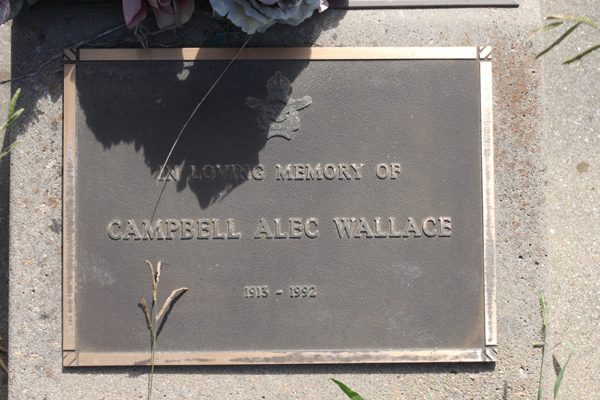 IN LOVING MEMORY OF
CAMPBELL ALEC WALLACE
1913 - 1992